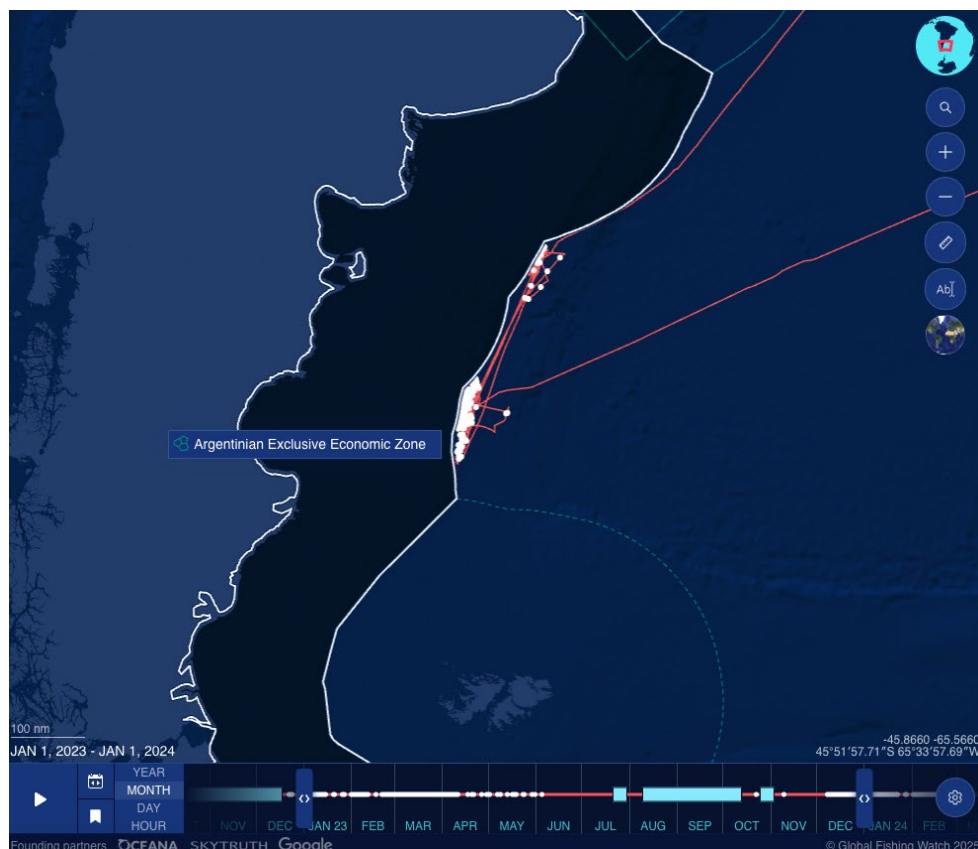 Ab
Argentinian Exclusive Economic Zone
100 nm
JAN 1, 2023 - JAN 1, 2024
-45.8660 -65.5660
45°51′57.71″S 65°33′57.69″W
YEAR
MONTH
DAY
HOUR
NOV DEC JAN 23 FEB MAR APR MAY JUN JUL AUG SEP OCT NOV DEC JAN 24 FEB
Founding partners OCEANA SKYTRUTH Google
© Global Fishing Watch